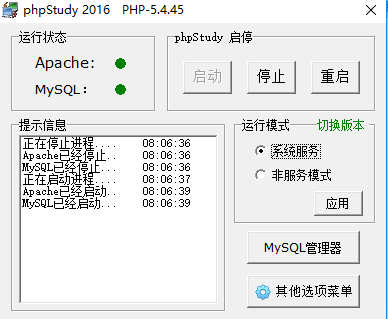 phpStudy 2016 PHP-5.4.45
运行状态
Apache:
MySQL:
phpStudy 启停
启动
停止
重启
提示信息
正在停止进程.... 08:06:36
Apache已经停止.. 08:06:36
MySQL已经停止... 08:06:36
正在启动进程.... 08:06:37
Apache已经启动.. 08:06:39
MySQL已经启动... 08:06:39
运行模式 切换版本
系统服务
非服务模式
应用
MySQL管理器
其他选项菜单